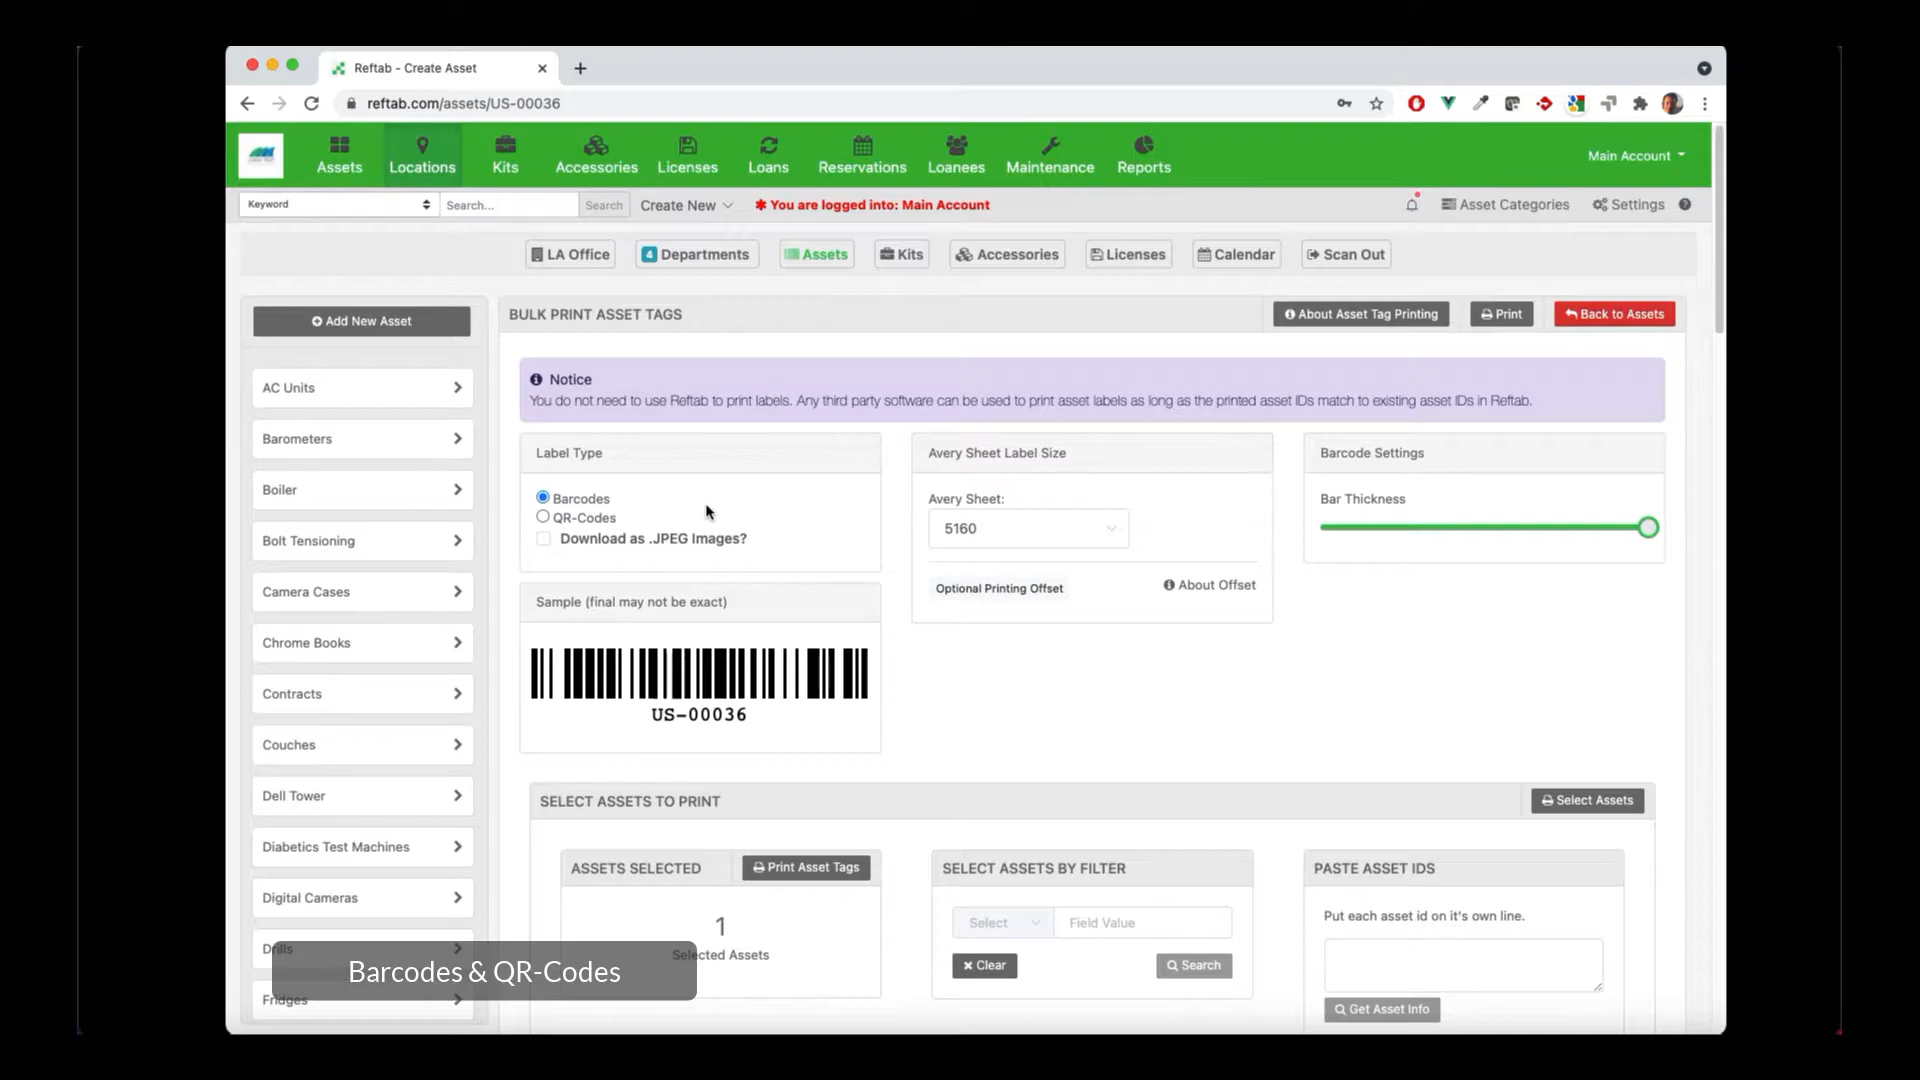 Reftab - Create Asset
reftab.com/assets/US-00036
Assets
Locations
Kits
Accessories
Licenses
Loans
Reservations
Loanees
Maintenance
Reports
Main Account
Keyword
Search...
Search
Create New
✱ You are logged into: Main Account
Asset Categories
Settings
LA Office
4 Departments
Assets
Kits
Accessories
Licenses
Calendar
Scan Out
Add New Asset
AC Units
Barometers
Boiler
Bolt Tensioning
Camera Cases
Chrome Books
Contracts
Couches
Dell Tower
Diabetics Test Machines
Digital Cameras
Drills
Fridges
BULK PRINT ASSET TAGS
About Asset Tag Printing
Print
Back to Assets
Notice
You do not need to use Reftab to print labels. Any third party software can be used to print asset labels as long as the printed asset IDs match to existing asset IDs in Reftab.
Label Type
Barcodes
QR-Codes
Download as .JPEG Images?
Avery Sheet Label Size
Avery Sheet:
5160
Optional Printing Offset
About Offset
Barcode Settings
Bar Thickness
Sample (final may not be exact)
US-00036
SELECT ASSETS TO PRINT
Select Assets
ASSETS SELECTED
Print Asset Tags
1
Selected Assets
SELECT ASSETS BY FILTER
Select
Field Value
Clear
Search
PASTE ASSET IDS
Put each asset id on it's own line.
Get Asset Info
Barcodes & QR-Codes